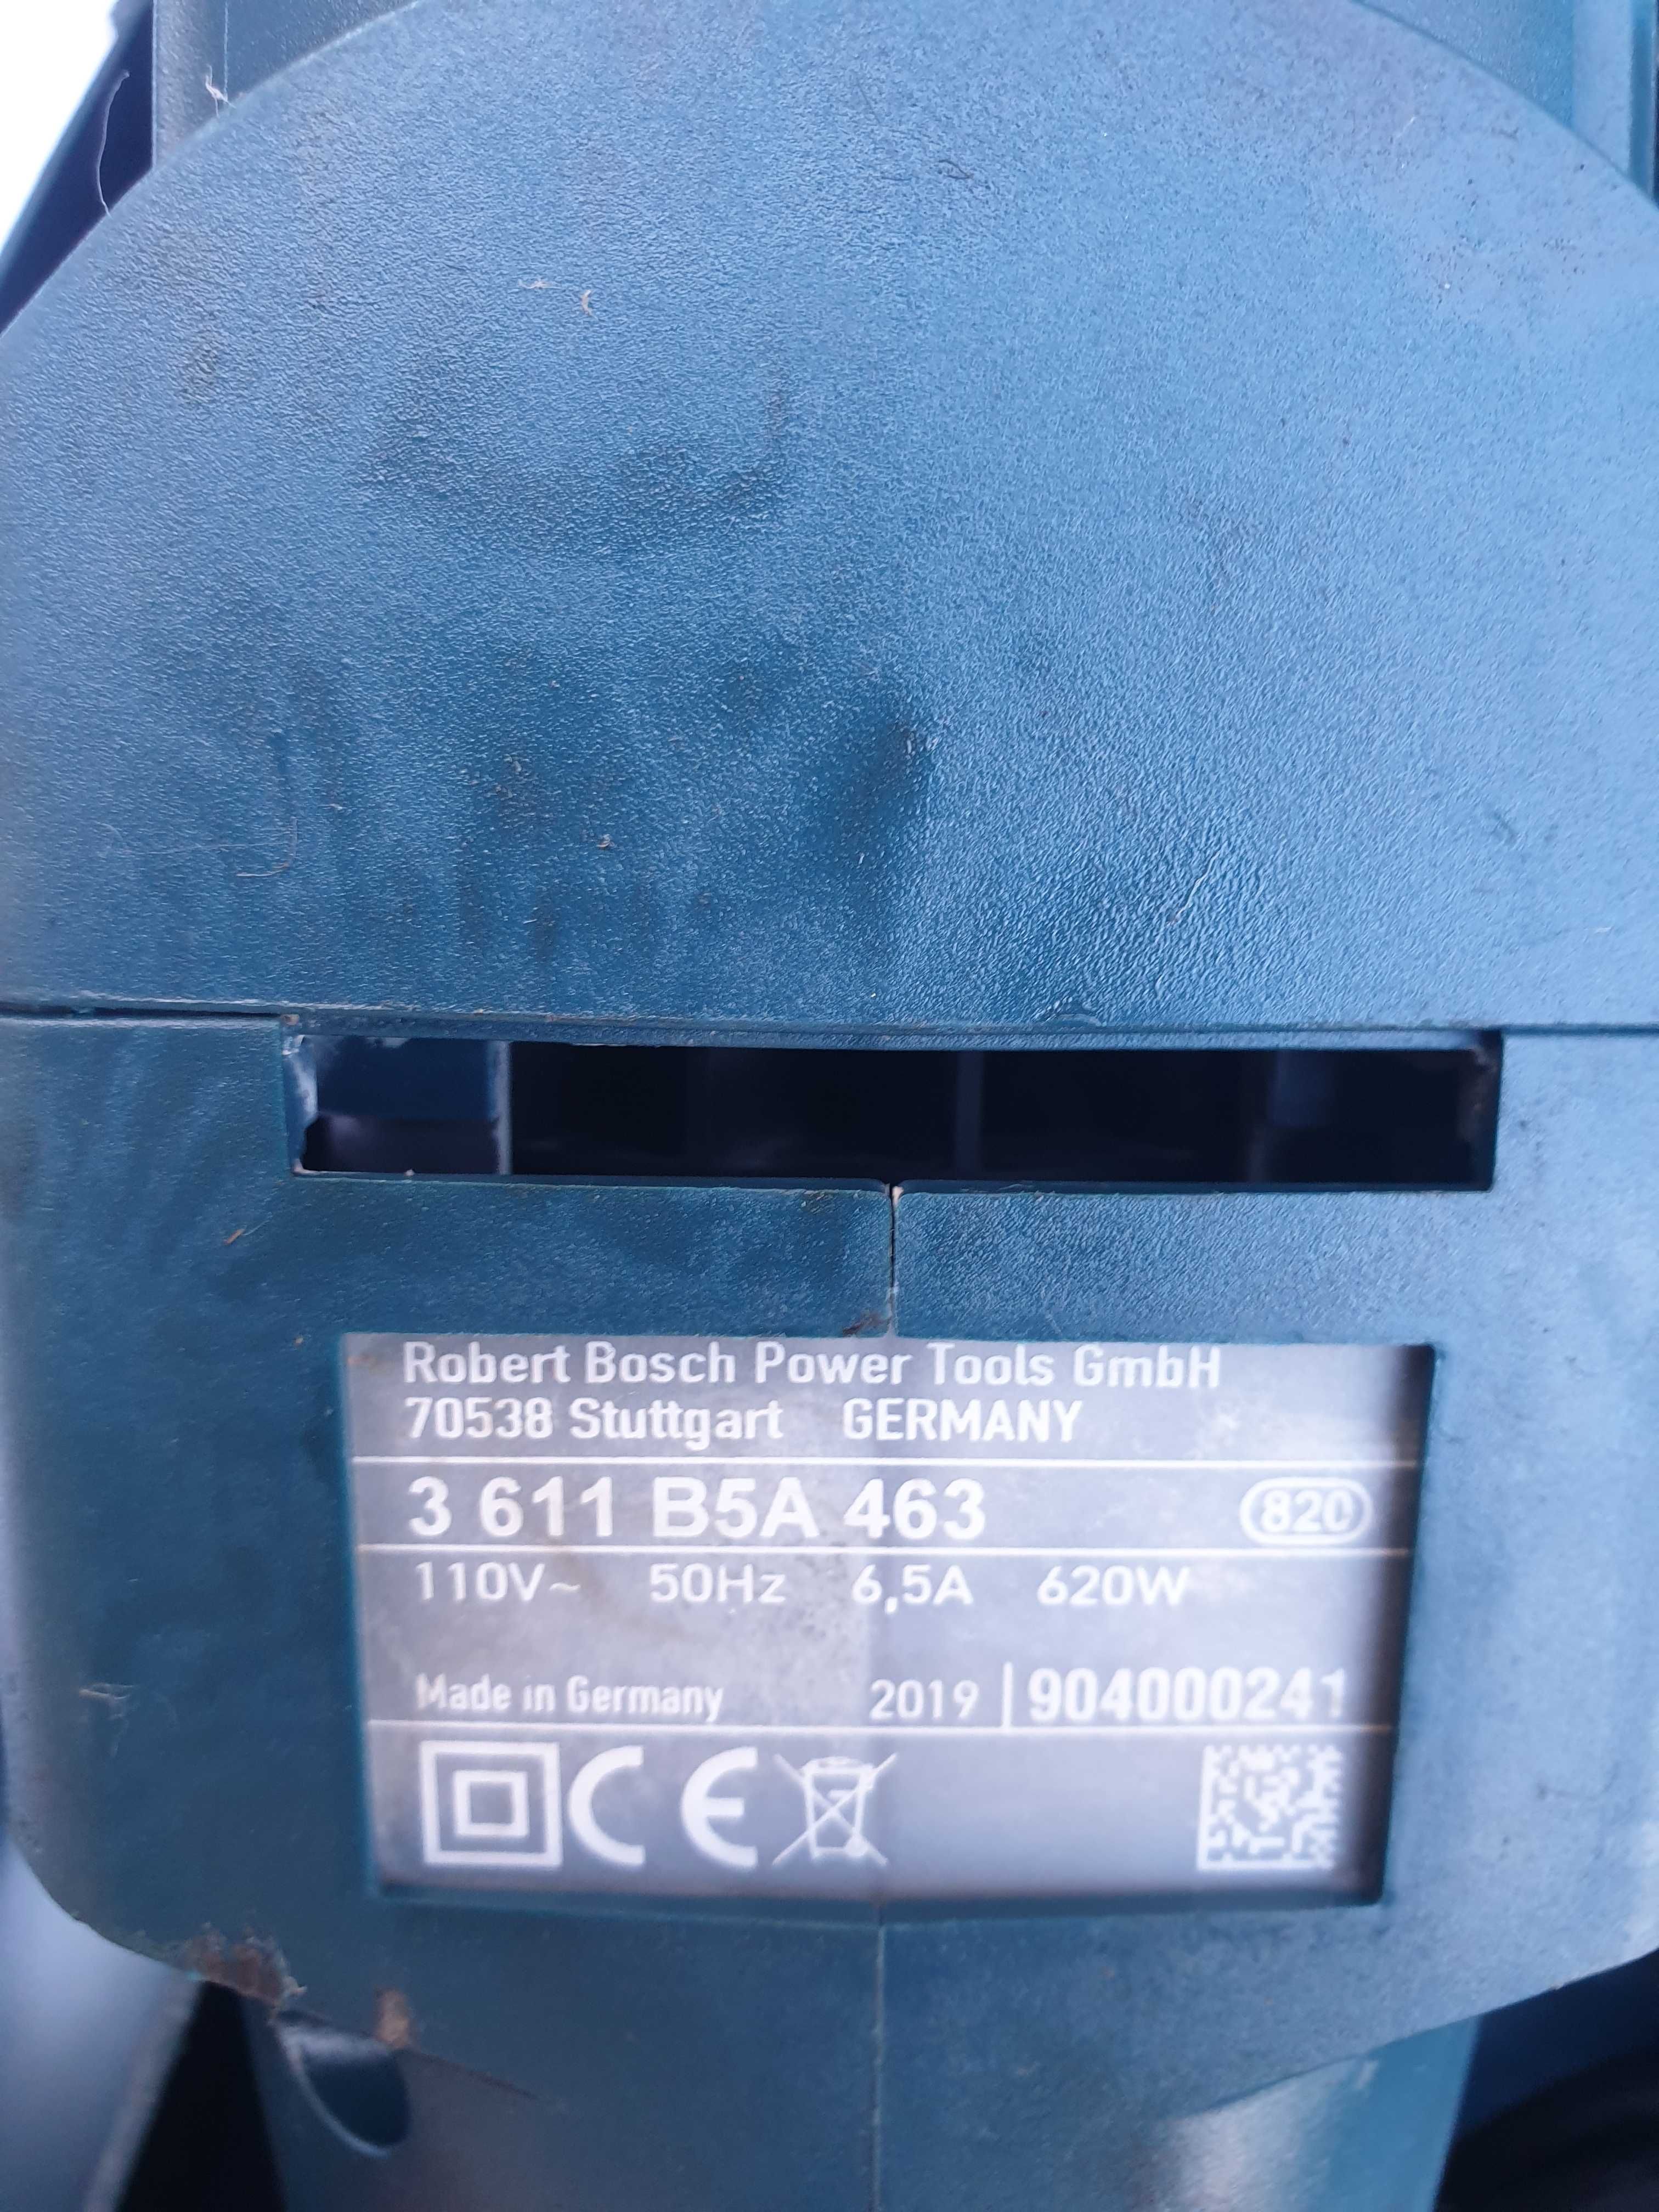 Robert Bosch Power Tools GmbH
70538 Stuttgart GERMANY
3 611 B5A 463 820
110V~ 50Hz 6,5A 620W
Made in Germany 2019 | 904000241
CE